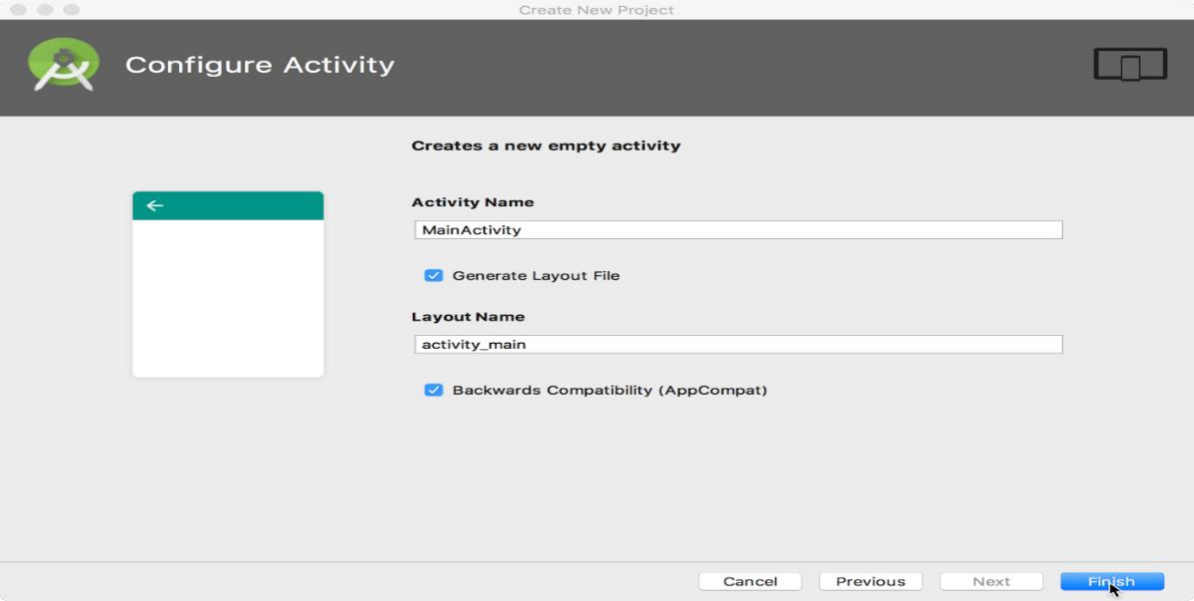 Create New Project
Configure Activity
Creates a new empty activity
Activity Name
MainActivity
Generate Layout File
Layout Name
activity_main
Backwards Compatibility (AppCompat)
Cancel Previous Next Finish